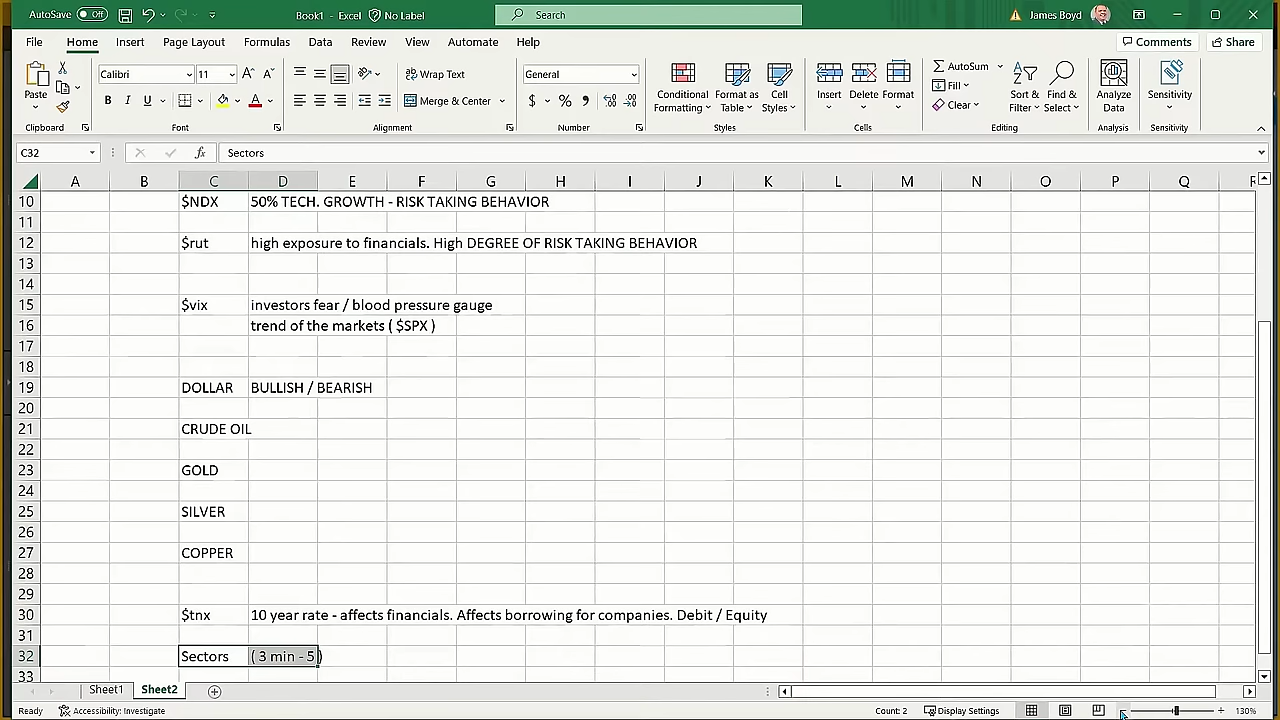 AutoSave Off Book1 - Excel No Label Search James Boyd
File Home Insert Page Layout Formulas Data Review View Automate Help Comments Share
Calibri 11 Wrap Text General AutoSum
Paste B I U Merge & Center $ % Conditional Formatting Format as Table Cell Styles Insert Delete Format Fill Clear Sort & Filter Find & Select Analyze Data Sensitivity
Clipboard Font Alignment Number Styles Cells Editing Analysis Sensitivity
C32 fx Sectors
A B C D E F G H I J K L M N O P Q
10 $NDX 50% TECH. GROWTH - RISK TAKING BEHAVIOR
11
12 $rut high exposure to financials. High DEGREE OF RISK TAKING BEHAVIOR
13
14
15 $vix investors fear / blood pressure gauge
16 trend of the markets ( $SPX )
17
18
19 DOLLAR BULLISH / BEARISH
20
21 CRUDE OIL
22
23 GOLD
24
25 SILVER
26
27 COPPER
28
29
30 $tnx 10 year rate - affects financials. Affects borrowing for companies. Debit / Equity
31
32 Sectors ( 3 min - 5 )
33
Sheet1 Sheet2
Ready Accessibility: Investigate Count: 2 Display Settings 130%